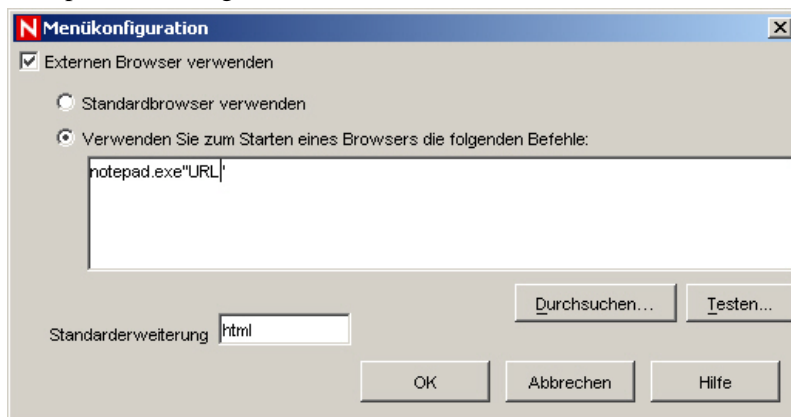 N Menükonfiguration
Externen Browser verwenden
Standardbrowser verwenden
Verwenden Sie zum Starten eines Browsers die folgenden Befehle:
notepad.exe"URL"
Durchsuchen... Testen...
Standarderweiterung html
OK Abbrechen Hilfe